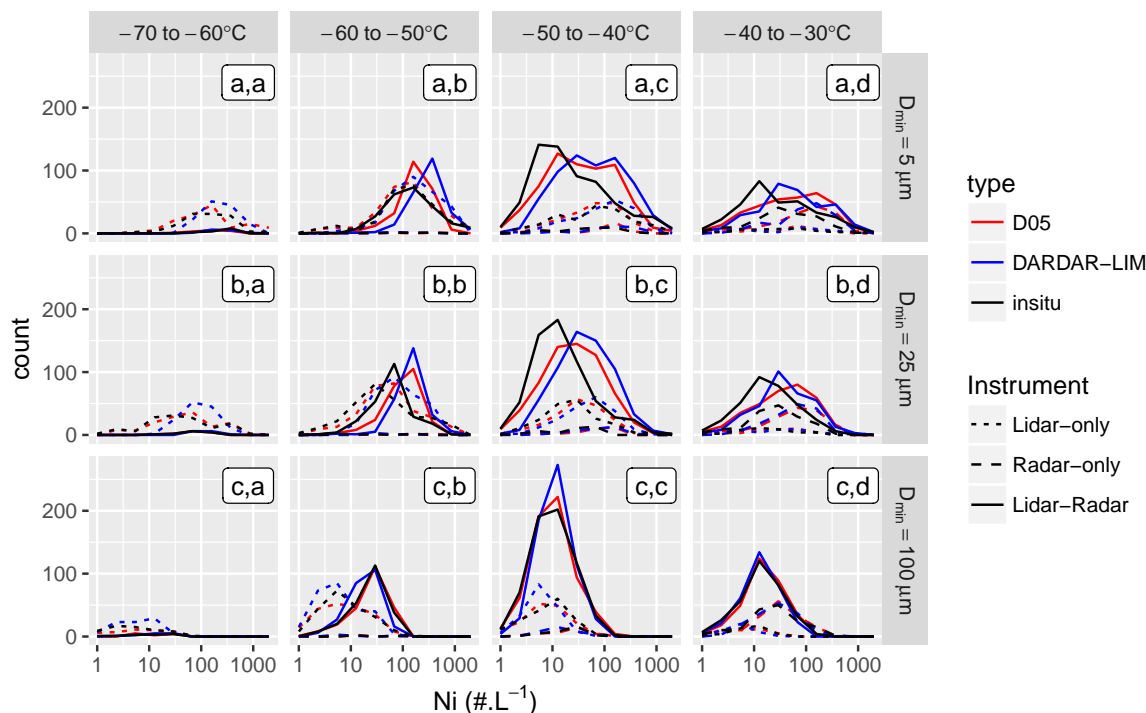 −70 to −60°C
−60 to −50°C
−50 to −40°C
−40 to −30°C
a,a
a,b
a,c
a,d
200
100
0
D_min = 5 μm
b,a
b,b
b,c
b,d
200
100
0
D_min = 25 μm
c,a
c,b
c,c
c,d
200
100
0
D_min = 100 μm
count
1 10 100 1000
1 10 100 1000
1 10 100 1000
1 10 100 1000
Ni (#.L⁻¹)
type
D05
DARDAR−LIM
insitu
Instrument
Lidar−only
Radar−only
Lidar−Radar